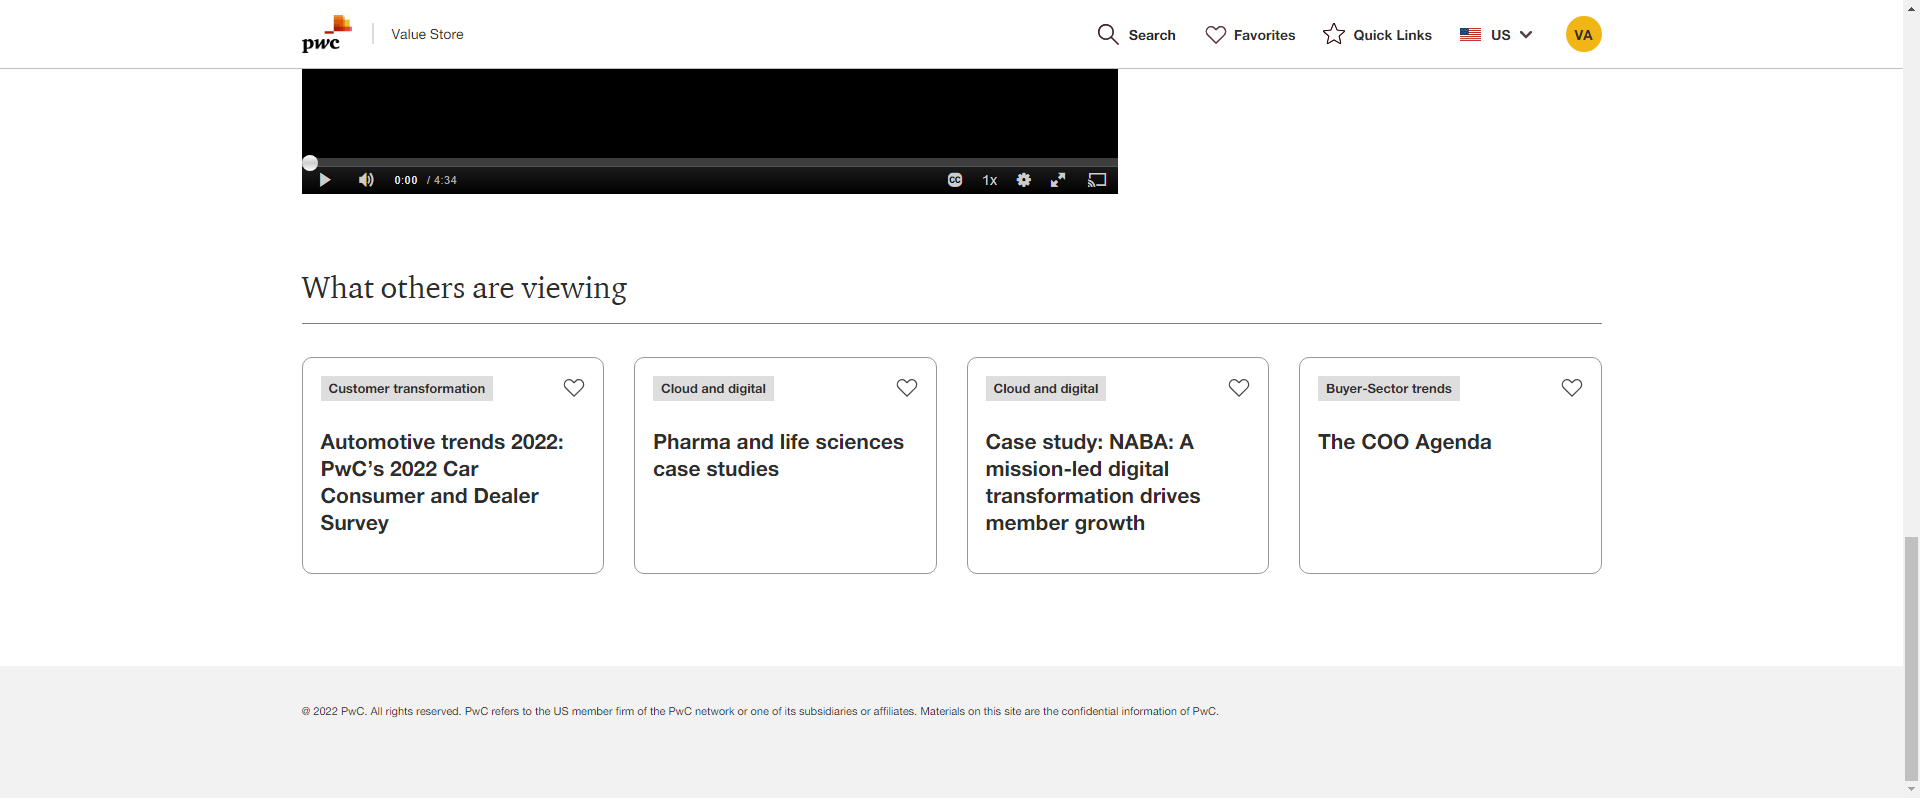 pwc
Value Store
Search
Favorites
Quick Links
US
VA
0:00 / 4:34
CC
1x
What others are viewing
Customer transformation
Automotive trends 2022:
PwC’s 2022 Car
Consumer and Dealer
Survey
Cloud and digital
Pharma and life sciences
case studies
Cloud and digital
Case study: NABA: A
mission-led digital
transformation drives
member growth
Buyer-Sector trends
The COO Agenda
@ 2022 PwC. All rights reserved. PwC refers to the US member firm of the PwC network or one of its subsidiaries or affiliates. Materials on this site are the confidential information of PwC.